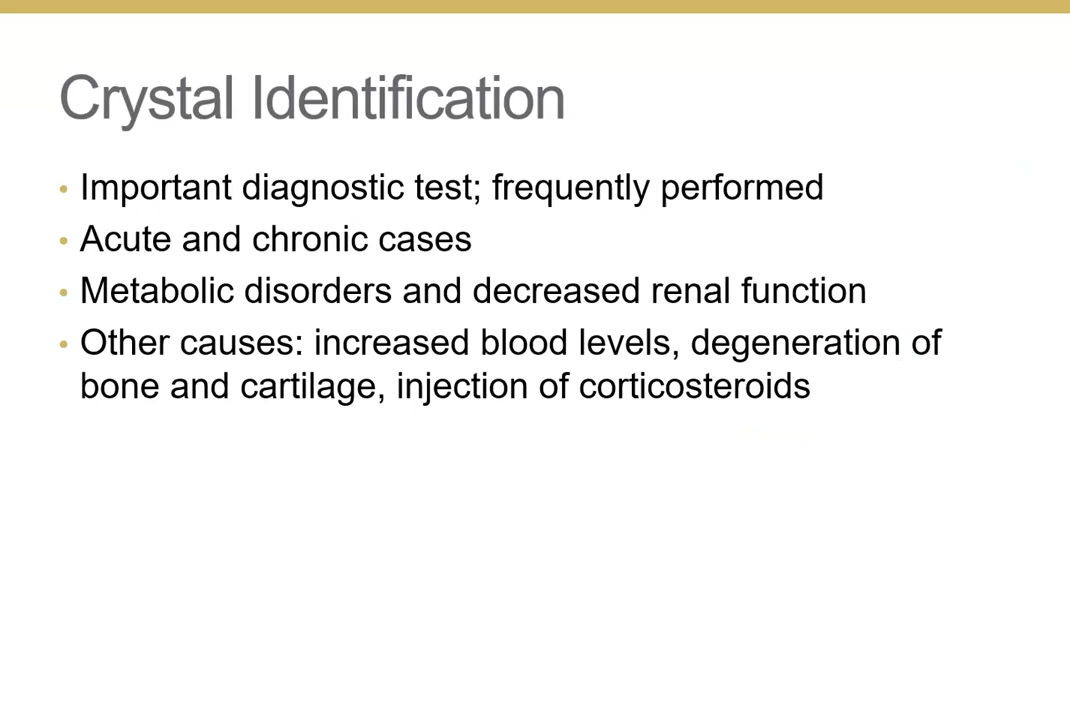 Crystal Identification
• Important diagnostic test; frequently performed
• Acute and chronic cases
• Metabolic disorders and decreased renal function
• Other causes: increased blood levels, degeneration of
bone and cartilage, injection of corticosteroids